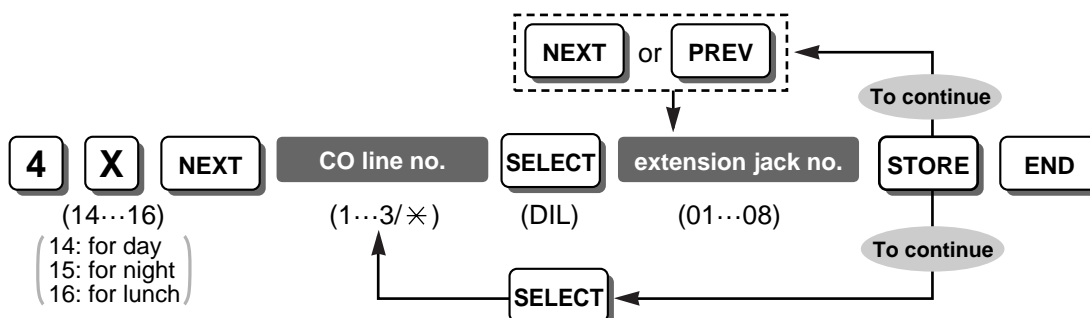 NEXT or PREV
To continue
4 X NEXT CO line no. SELECT extension jack no. STORE END
(14···16) (1···3/✳) (DIL) (01···08)
14: for day
15: for night
16: for lunch
To continue
SELECT